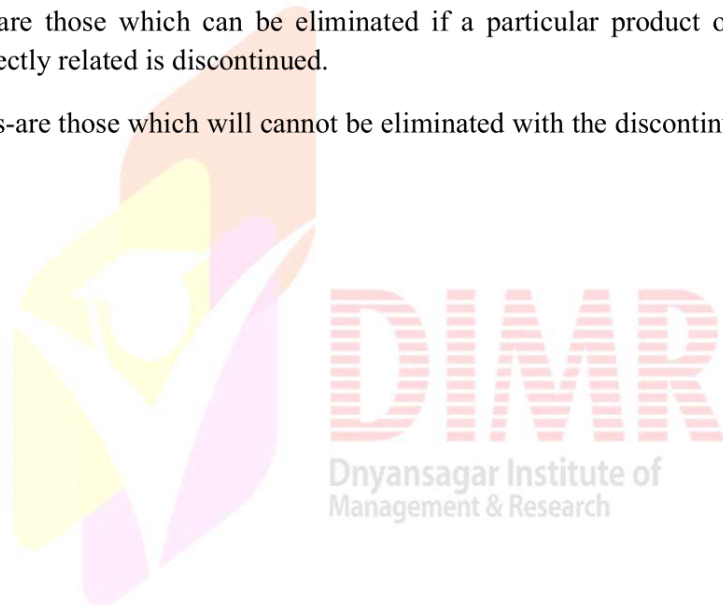 are those which can be eliminated if a particular product o
ectly related is discontinued.
s-are those which will cannot be eliminated with the discontin
DIMR
Dnyansagar Institute of
Management & Research